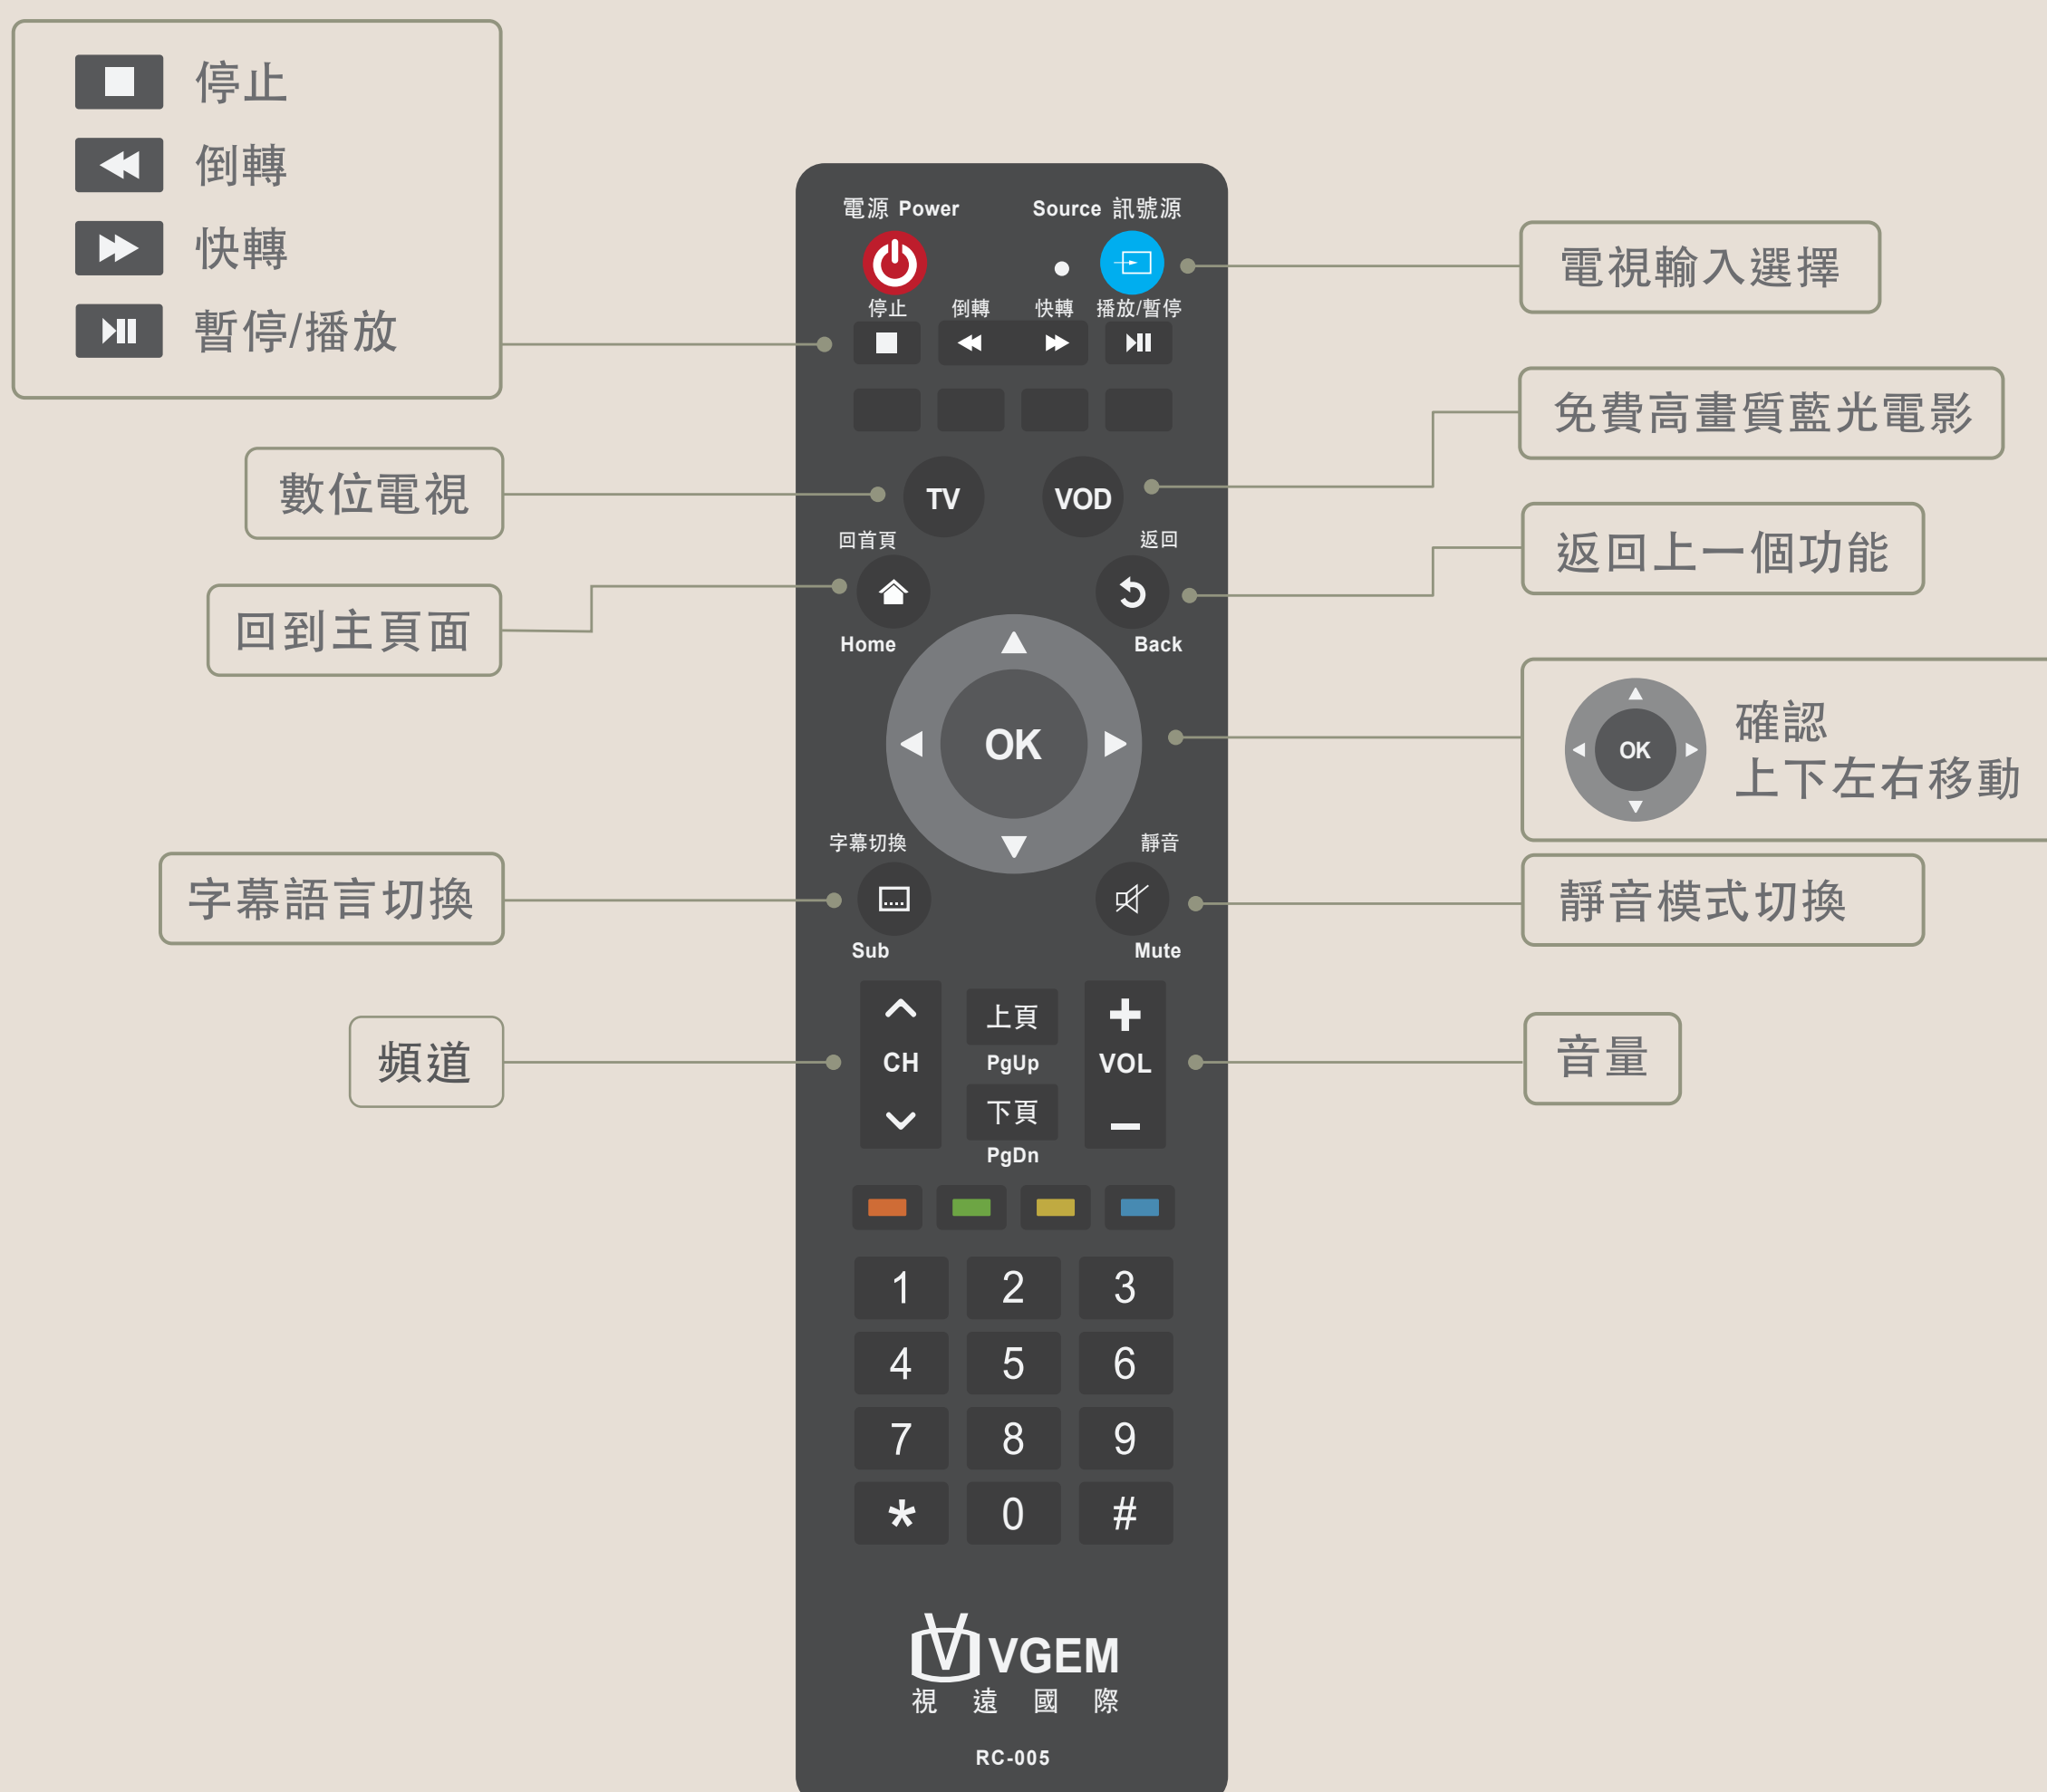 停止
倒轉
快轉
暫停/播放
數位電視
回到主頁面
字幕語言切換
頻道
電源 Power
Source 訊號源
停止 倒轉 快轉 播放/暫停
TV VOD
回首頁 返回
Home Back
OK
字幕切換 靜音
Sub Mute
上頁
CH PgUp VOL
下頁
PgDn
1 2 3
4 5 6
7 8 9
* 0 #
VGEM
視遠國際
RC-005
電視輸入選擇
免費高畫質藍光電影
返回上一個功能
OK
確認
上下左右移動
靜音模式切換
音量